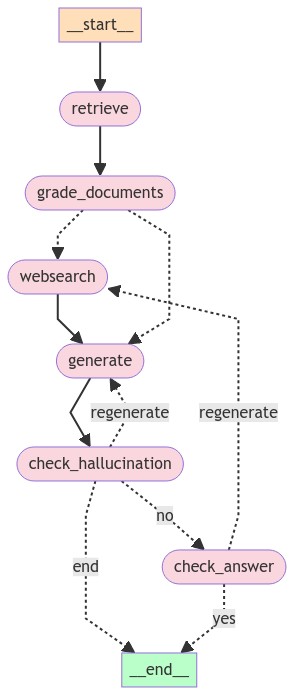 __start__
retrieve
grade_documents
websearch
generate
regenerate
regenerate
check_hallucination
no
end
check_answer
yes
__end__